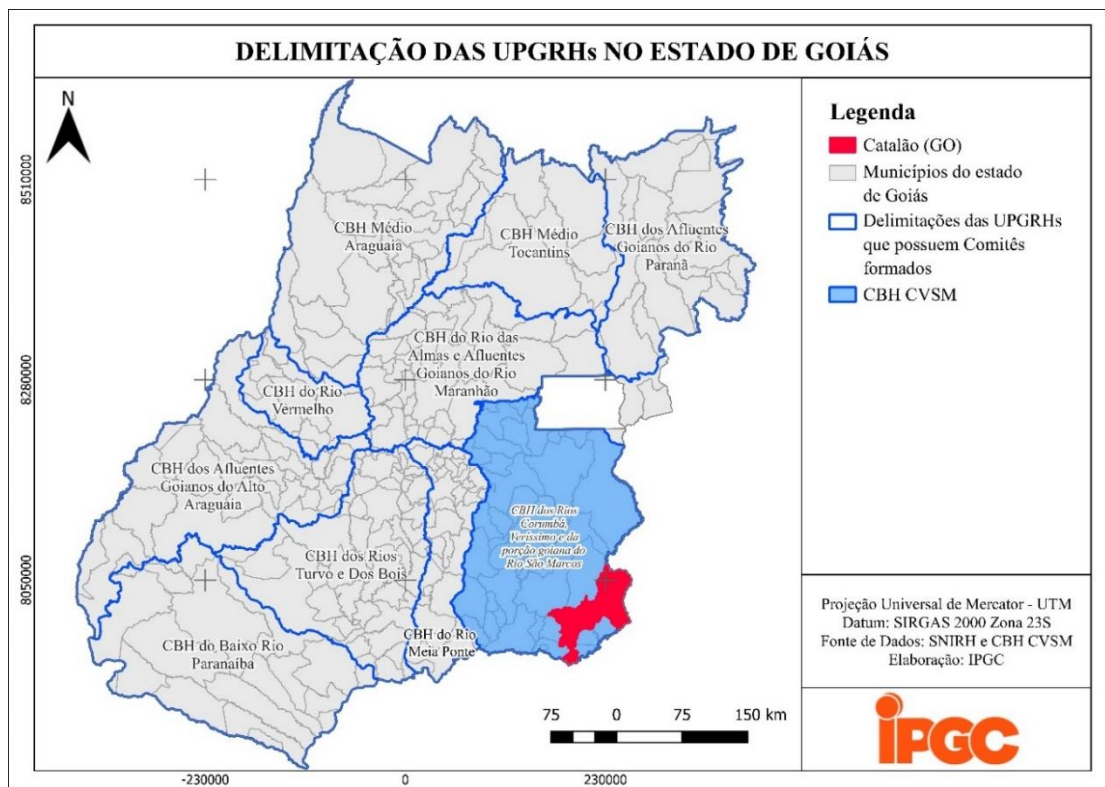 DELIMITAÇÃO DAS UPGRHs NO ESTADO DE GOIÁS
N
Legenda
Catalão (GO)
Municípios do estado
de Goiás
Delimitações das UPGRHs
que possuem Comitês
formados
CBH CVSM
8510000
8280000
8050000
CBH Médio
Araguaia
CBH Médio
Tocantins
CBH dos Afluentes
Goianos do Rio
Paranã
CBH do Rio das
Almas e Afluentes
Goianos do Rio
Maranhão
CBH do Rio
Vermelho
CBH dos Afluentes
Goianos do Alto
Araguaia
CBH dos Rios
Corumbá,
Veríssimo e da
porção goiana do
Rio São Marcos
CBH dos Rios
Turvo e Dos Bois
CBH do Rio
Meia Ponte
CBH do Baixo Rio
Paranaíba
75 0 75 150 km
-230000 0 230000
Projeção Universal de Mercator - UTM
Datum: SIRGAS 2000 Zona 23S
Fonte de Dados: SNIRH e CBH CVSM
Elaboração: IPGC
iPGC